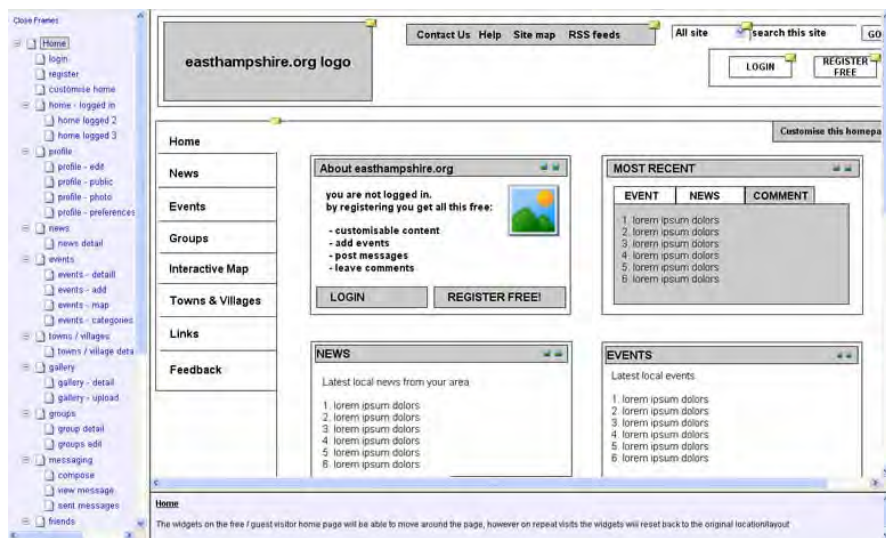 Close Frames
Home
login
register
customise home
home - logged in
home logged 2
home logged 3
profile
profile - edit
profile - public
profile - photo
profile - preferences
news
news detail
events
events - detaill
events - add
events - map
events - categories
towns / villages
towns / village deta
gallery
gallery - detail
gallery - upload
groups
group detail
groups edit
messaging
compose
view message
sent messages
friends
easthampshire.org logo
Contact Us Help Site map RSS feeds
All site
search this site
GO
LOGIN
REGISTER
FREE
Customise this homepa
Home
News
Events
Groups
Interactive Map
Towns & Villages
Links
Feedback
About easthampshire.org
you are not logged in.
by registering you get all this free:
- customisable content
- add events
- post messages
- leave comments
LOGIN
REGISTER FREE!
MOST RECENT
EVENT NEWS COMMENT
1. lorem ipsum dolors
2. lorem ipsum dolors
3. lorem ipsum dolors
4. lorem ipsum dolors
5. lorem ipsum dolors
6. lorem ipsum dolors
NEWS
Latest local news from your area
1. lorem ipsum dolors
2. lorem ipsum dolors
3. lorem ipsum dolors
4. lorem ipsum dolors
5. lorem ipsum dolors
6. lorem ipsum dolors
EVENTS
Latest local events
1. lorem ipsum dolors
2. lorem ipsum dolors
3. lorem ipsum dolors
4. lorem ipsum dolors
5. lorem ipsum dolors
6. lorem ipsum dolors
Home
The widgets on the free / guest visitor home page will be able to move around the page, however on repeat visits the widgets will reset back to the original location/layout